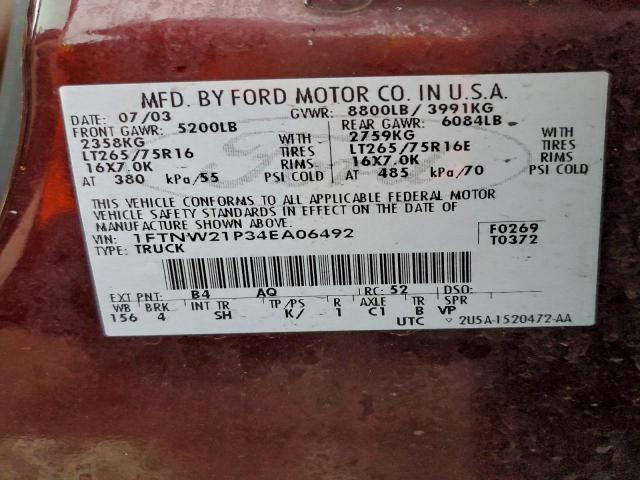 MFD. BY FORD MOTOR CO. IN U.S.A.
DATE: 07/03 GVWR: 8800LB/ 3991KG
FRONT GAWR: 5200LB REAR GAWR: 6084LB
2358KG WITH 2759KG WITH
LT265/75R16 TIRES LT265/75R16E TIRES
16X7.0K RIMS 16X7.0K RIMS
AT 380 kPa/55 PSI COLD AT 485 kPa/70 PSI COLD
THIS VEHICLE CONFORMS TO ALL APPLICABLE FEDERAL MOTOR
VEHICLE SAFETY STANDARDS IN EFFECT ON THE DATE OF
MANUFACTURE SHOWN ABOVE.
VIN: 1FTNW21P34EA06492 F0269
TYPE: TRUCK T0372
EXT PNT: B4 AQ RC: 52 DSO:
WB BRK INT TR TP/PS R AXLE TR SPR
156 4 SH K/ 1 C1 B VP
UTC 2U5A-1520472-AA
Ford